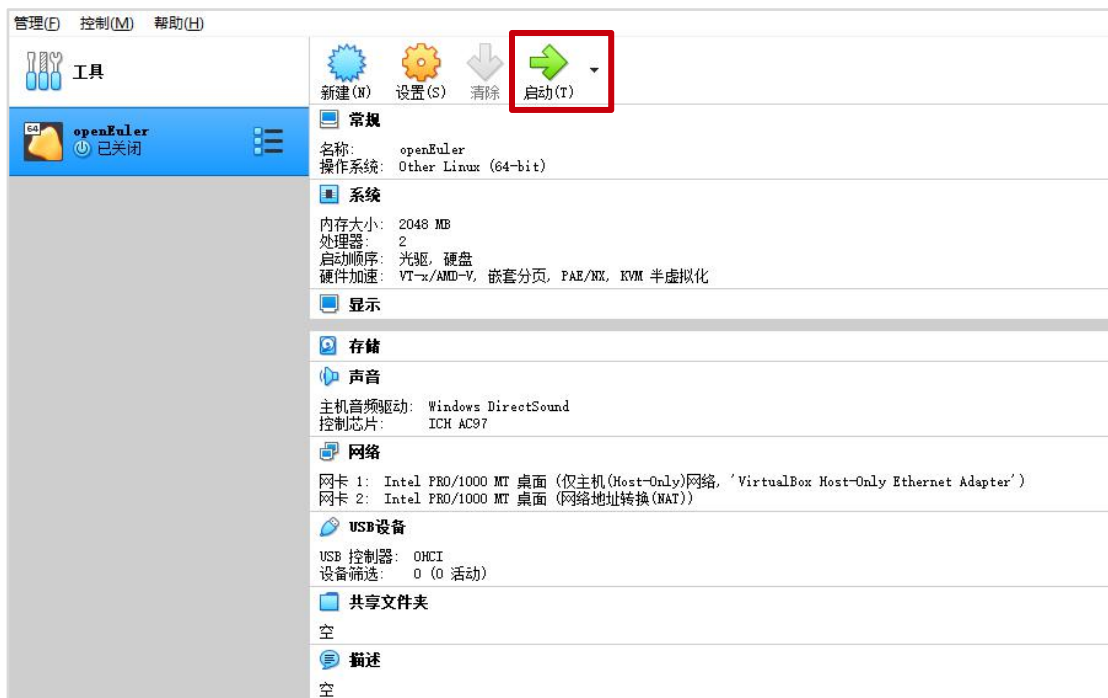 管理(F) 控制(M) 帮助(H)
工具
新建(N) 设置(S) 清除 启动(T)
64
openEuler
已关闭
常规
名称: openEuler
操作系统: Other Linux (64-bit)
系统
内存大小: 2048 MB
处理器: 2
启动顺序: 光驱, 硬盘
硬件加速: VT-x/AMD-V, 嵌套分页, PAE/NX, KVM 半虚拟化
显示
存储
声音
主机音频驱动: Windows DirectSound
控制芯片: ICH AC97
网络
网卡 1: Intel PRO/1000 MT 桌面 (仅主机(Host-Only)网络, 'VirtualBox Host-Only Ethernet Adapter')
网卡 2: Intel PRO/1000 MT 桌面 (网络地址转换(NAT))
USB设备
USB 控制器: OHCI
设备筛选: 0 (0 活动)
共享文件夹
空
描述
空